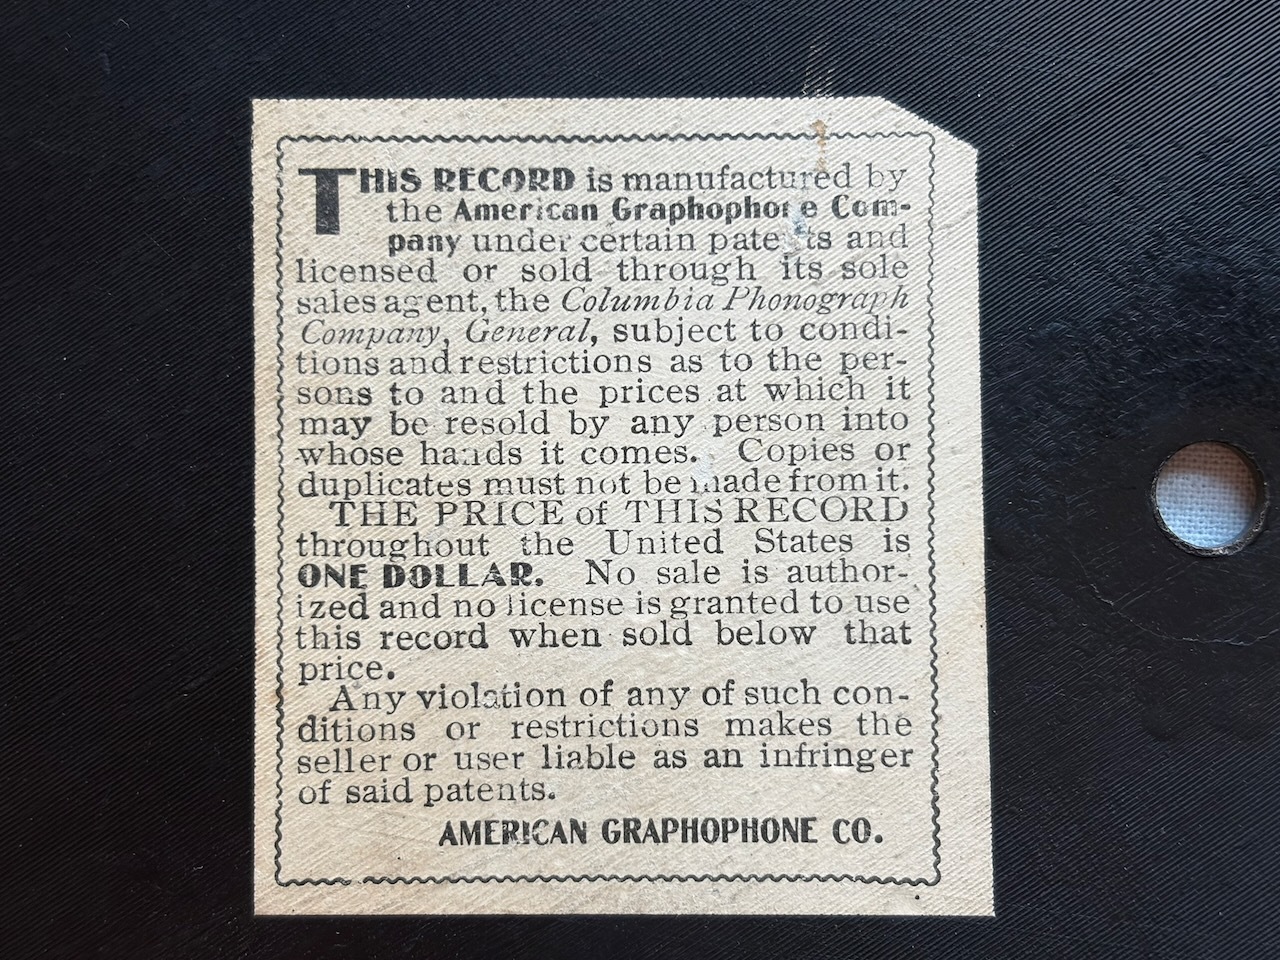 THIS RECORD is manufactured by
the American Graphophone Com-
pany under certain patents and
licensed or sold through its sole
sales agent, the Columbia Phonograph
Company, General, subject to condi-
tions and restrictions as to the per-
sons to and the prices at which it
may be resold by any person into
whose hands it comes. Copies or
duplicates must not be made from it.
THE PRICE of THIS RECORD
throughout the United States is
ONE DOLLAR. No sale is author-
ized and no license is granted to use
this record when sold below that
price.
Any violation of any of such con-
ditions or restrictions makes the
seller or user liable as an infringer
of said patents.
AMERICAN GRAPHOPHONE CO.